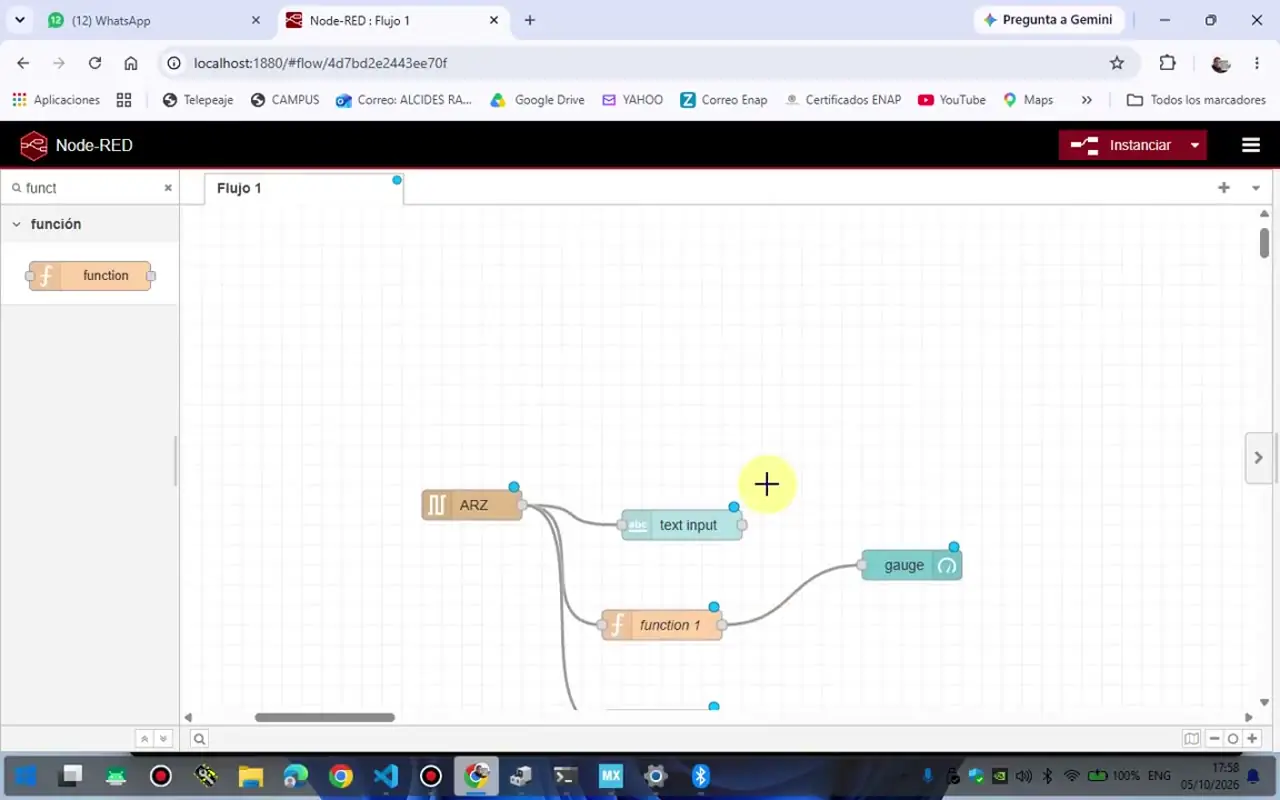 12
(12) WhatsApp
Node-RED : Flujo 1
Pregunta a Gemini
localhost:1880/#flow/4d7bd2e2443ee70f
Aplicaciones
Telepeaje
CAMPUS
Correo: ALCIDES RA...
Google Drive
YAHOO
Correo Enap
Certificados ENAP
YouTube
Maps
Todos los marcadores
Node-RED
Instanciar
funct
Flujo 1
función
function
ARZ
abc
text input
gauge
function 1
MX
100%
ENG
17:58
05/10/2026